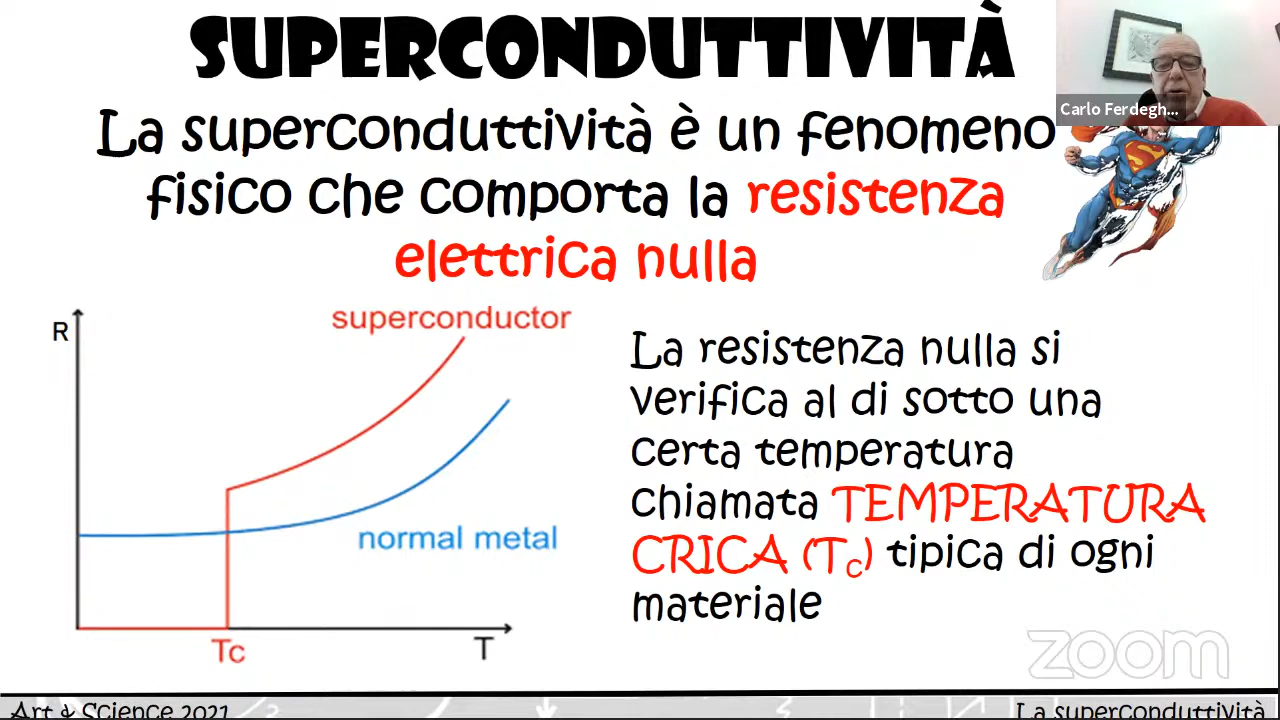 SUPERCONDUTTIVITÀ
Carlo Ferdegh...
La superconduttività è un fenomeno
fisico che comporta la resistenza
elettrica nulla
superconductor
R
normal metal
Tc
T
La resistenza nulla si
verifica al di sotto una
certa temperatura
chiamata TEMPERATURA
CRICA (Tc) tipica di ogni
materiale
zoom
Art & Science 2021
La superconduttività